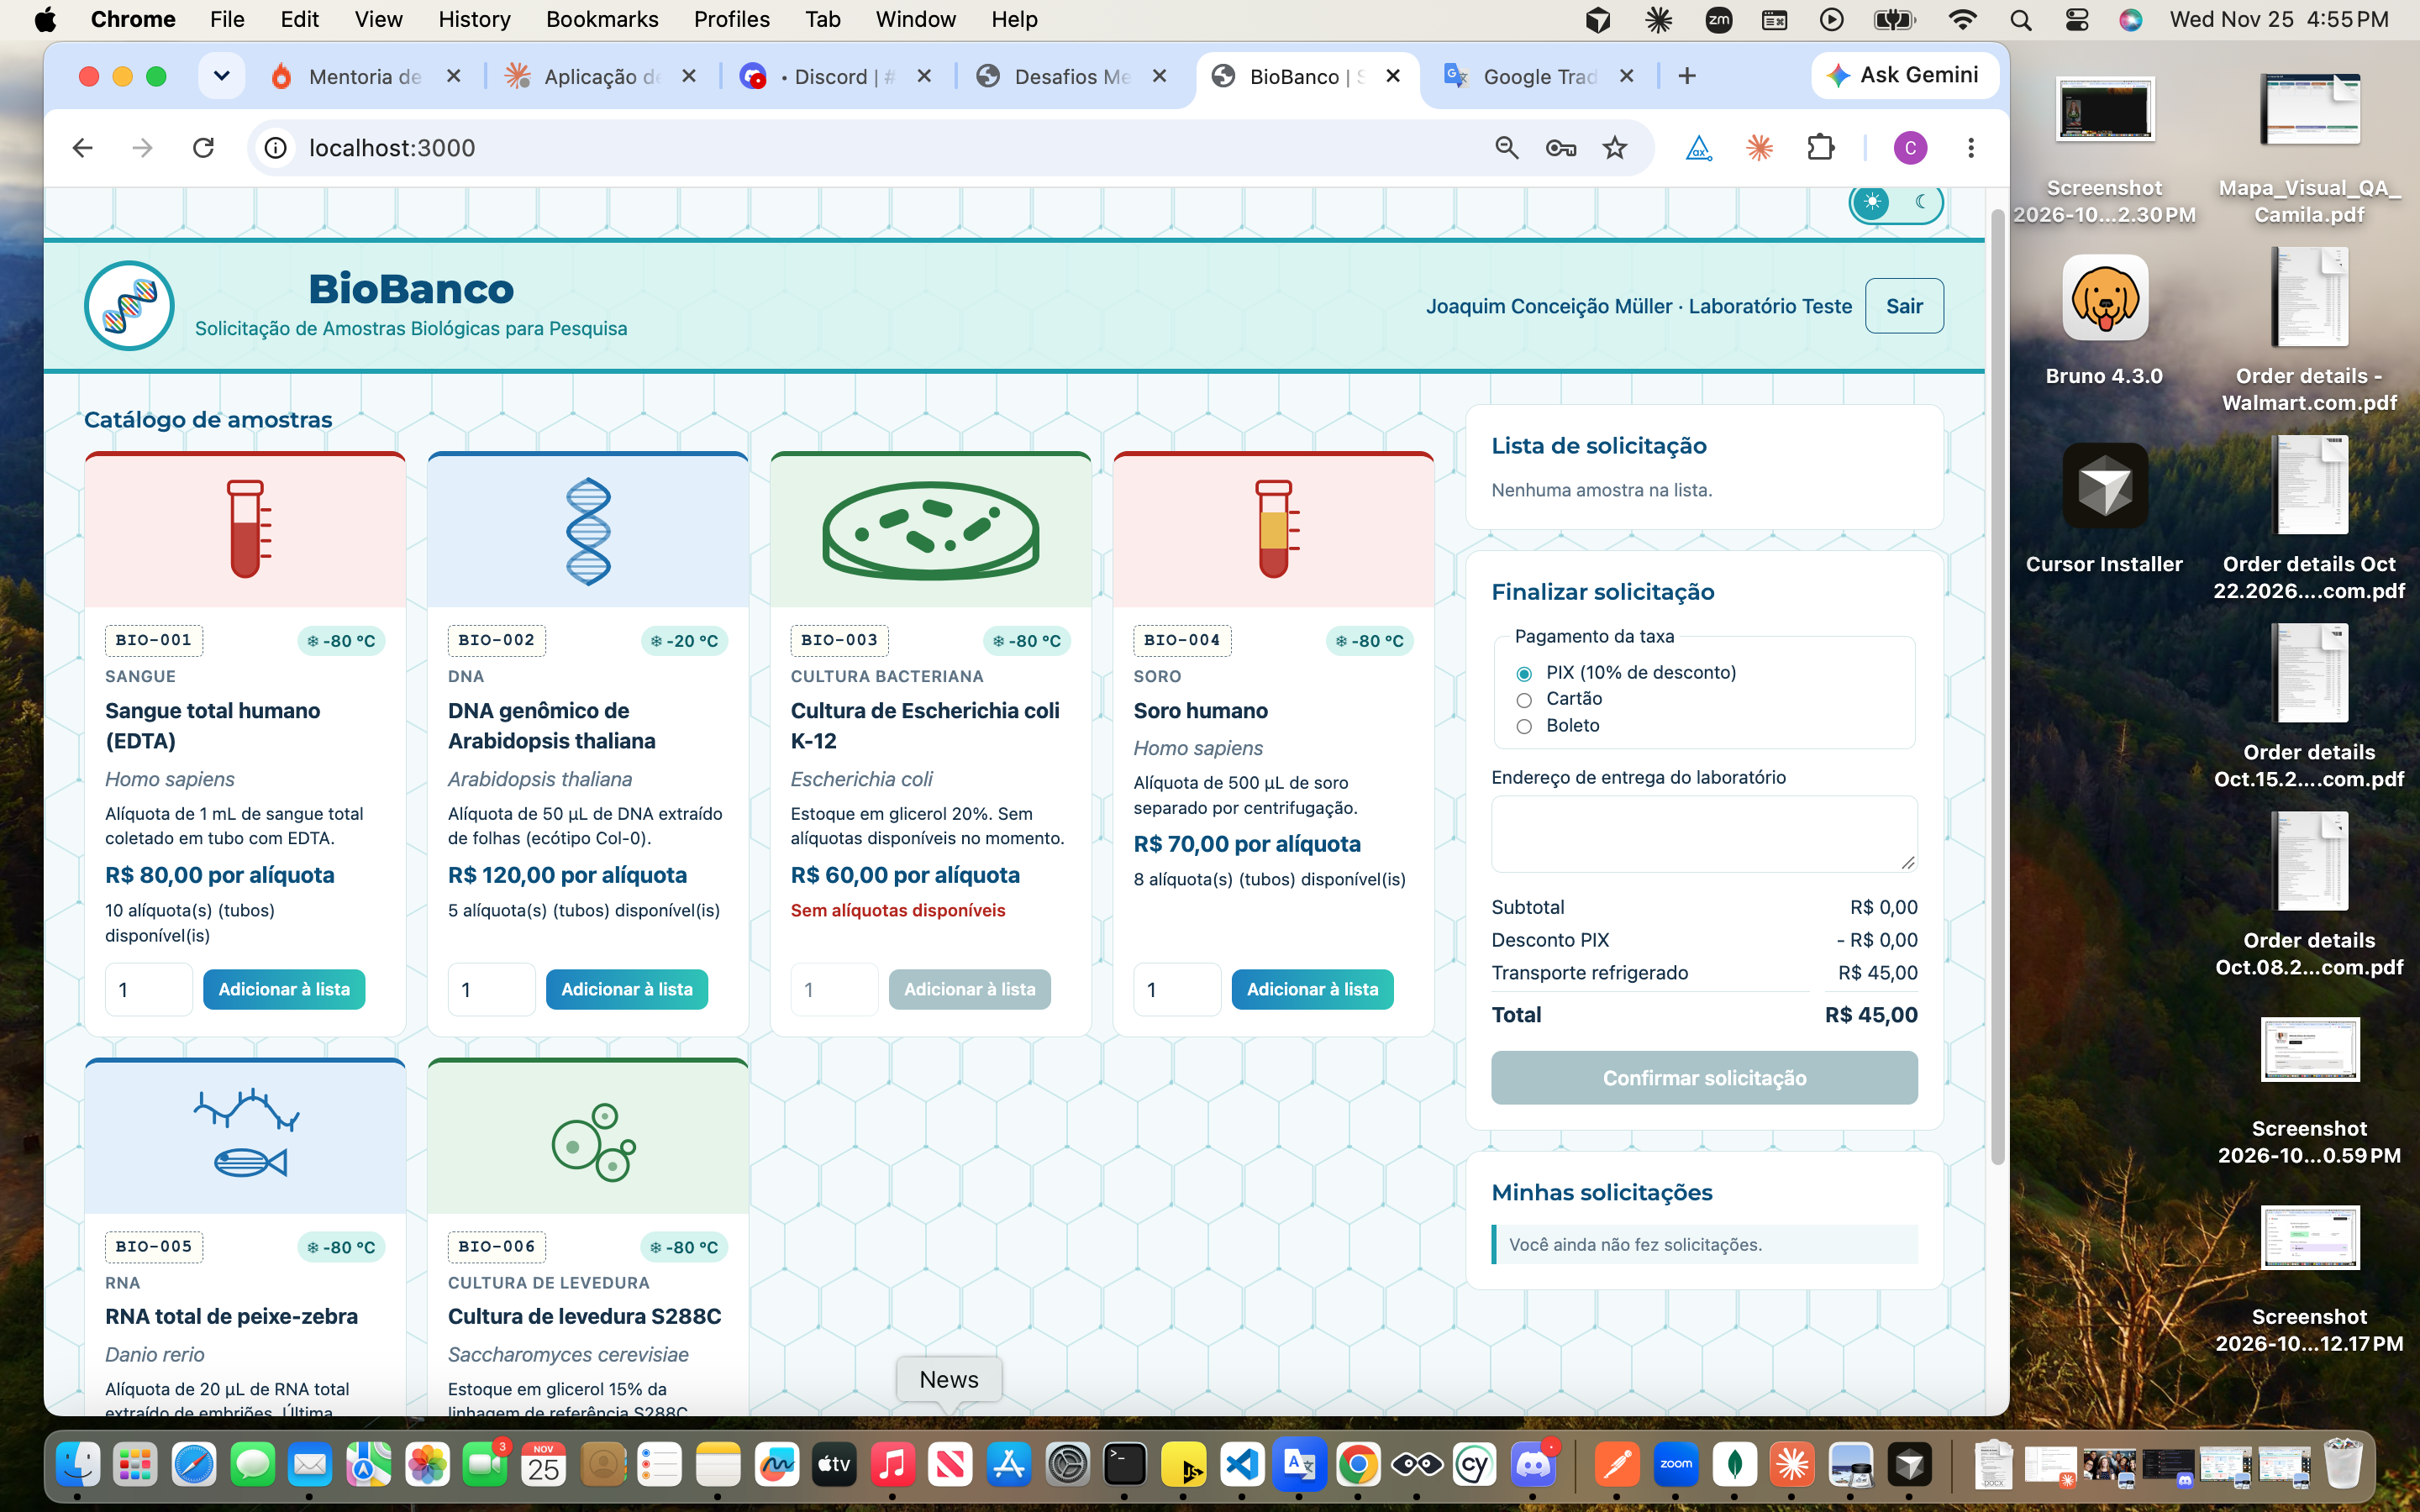 Chrome File Edit View History Bookmarks Profiles Tab Window Help
zm
Wed Nov 25 4:55 PM
Mentoria de
Aplicação de
• Discord | #
Desafios Me
BioBanco | S
Google Trad
Ask Gemini
localhost:3000
C
BioBanco
Solicitação de Amostras Biológicas para Pesquisa
Joaquim Conceição Müller · Laboratório Teste
Sair
Catálogo de amostras
BIO-001
❄ -80 °C
SANGUE
Sangue total humano
(EDTA)
Homo sapiens
Alíquota de 1 mL de sangue total
coletado em tubo com EDTA.
R$ 80,00 por alíquota
10 alíquota(s) (tubos)
disponível(is)
1
Adicionar à lista
BIO-002
❄ -20 °C
DNA
DNA genômico de
Arabidopsis thaliana
Arabidopsis thaliana
Alíquota de 50 µL de DNA extraído
de folhas (ecótipo Col-0).
R$ 120,00 por alíquota
5 alíquota(s) (tubos) disponível(is)
1
Adicionar à lista
BIO-003
❄ -80 °C
CULTURA BACTERIANA
Cultura de Escherichia coli
K-12
Escherichia coli
Estoque em glicerol 20%. Sem
alíquotas disponíveis no momento.
R$ 60,00 por alíquota
Sem alíquotas disponíveis
1
Adicionar à lista
BIO-004
❄ -80 °C
SORO
Soro humano
Homo sapiens
Alíquota de 500 µL de soro
separado por centrifugação.
R$ 70,00 por alíquota
8 alíquota(s) (tubos) disponível(is)
1
Adicionar à lista
BIO-005
❄ -80 °C
RNA
RNA total de peixe-zebra
Danio rerio
Alíquota de 20 µL de RNA total
extraído de embriões. Última
BIO-006
❄ -80 °C
CULTURA DE LEVEDURA
Cultura de levedura S288C
Saccharomyces cerevisiae
Estoque em glicerol 15% da
linhagem de referência S288C
Lista de solicitação
Nenhuma amostra na lista.
Finalizar solicitação
Pagamento da taxa
PIX (10% de desconto)
Cartão
Boleto
Endereço de entrega do laboratório
Subtotal R$ 0,00
Desconto PIX - R$ 0,00
Transporte refrigerado R$ 45,00
Total R$ 45,00
Confirmar solicitação
Minhas solicitações
Você ainda não fez solicitações.
Screenshot
2026-10...2.30 PM
Mapa_Visual_QA_
Camila.pdf
Bruno 4.3.0
Order details -
Walmart.com.pdf
Cursor Installer
Order details Oct
22.2026....com.pdf
Order details
Oct.15.2....com.pdf
Order details
Oct.08.2...com.pdf
Screenshot
2026-10...0.59 PM
Screenshot
2026-10...12.17 PM
News
3
NOV
25
tv
zoom
cy